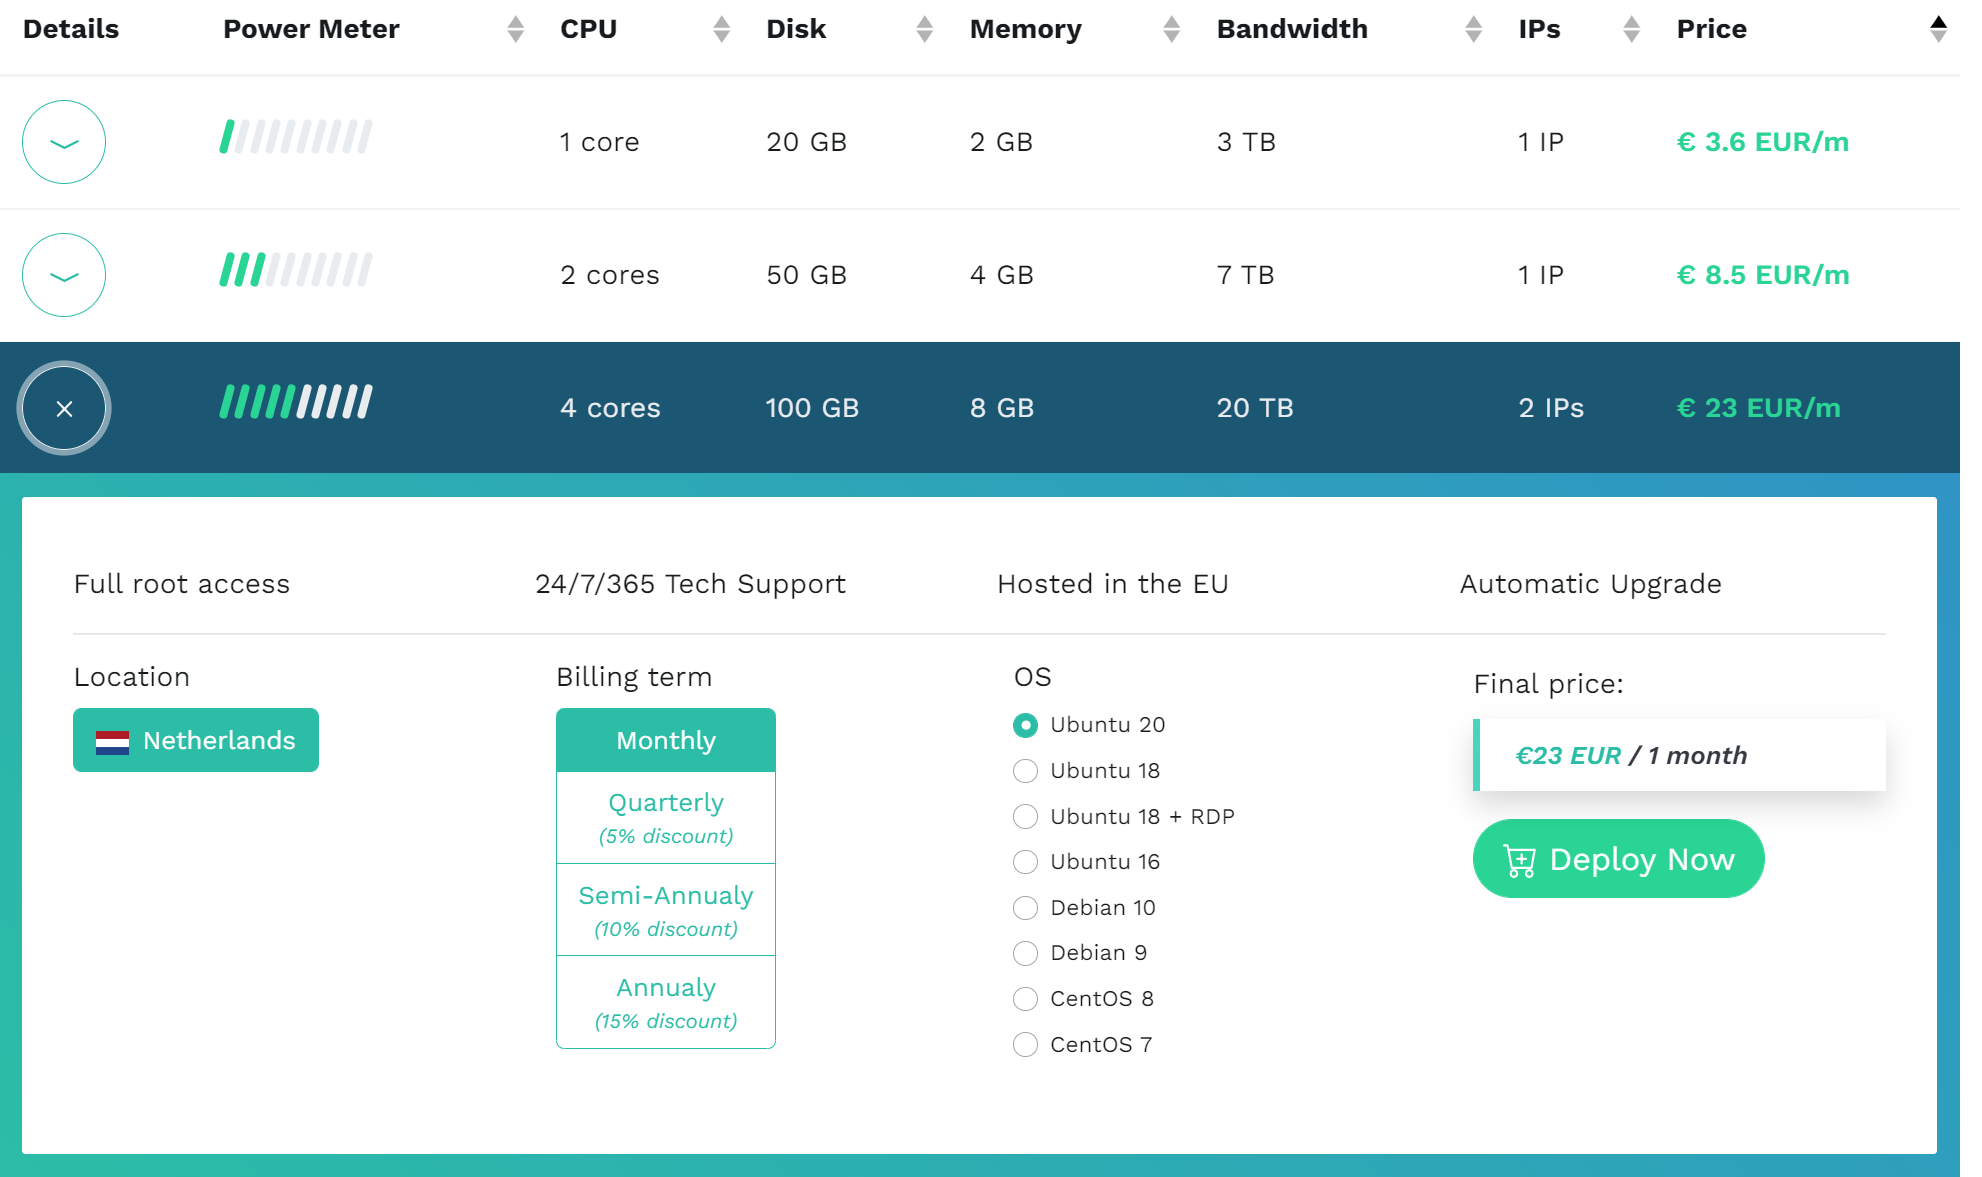 Details Power Meter CPU Disk Memory Bandwidth IPs Price
1 core 20 GB 2 GB 3 TB 1 IP € 3.6 EUR/m
2 cores 50 GB 4 GB 7 TB 1 IP € 8.5 EUR/m
4 cores 100 GB 8 GB 20 TB 2 IPs € 23 EUR/m
Full root access 24/7/365 Tech Support Hosted in the EU Automatic Upgrade
Location
Netherlands
Billing term
Monthly
Quarterly
(5% discount)
Semi-Annualy
(10% discount)
Annualy
(15% discount)
OS
Ubuntu 20
Ubuntu 18
Ubuntu 18 + RDP
Ubuntu 16
Debian 10
Debian 9
CentOS 8
CentOS 7
Final price:
€23 EUR / 1 month
Deploy Now